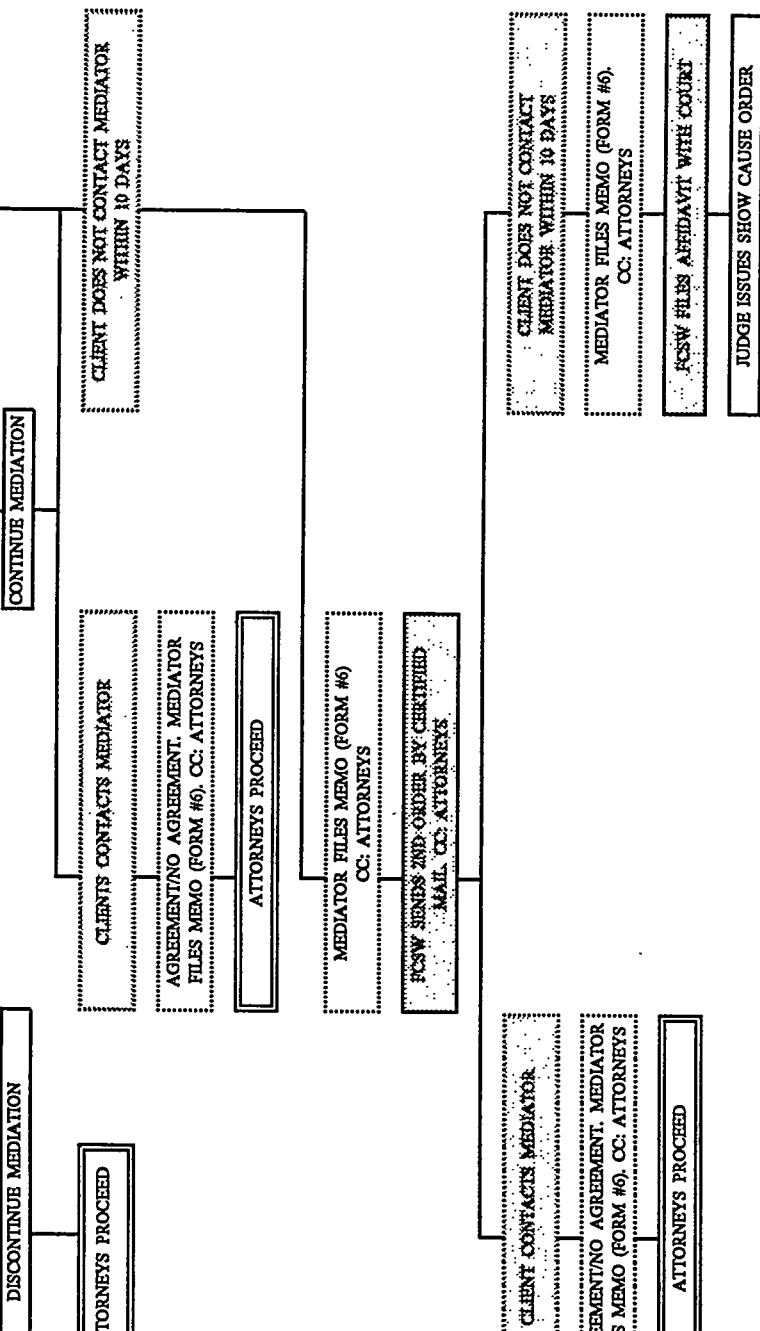 DISCONTINUE MEDIATION
CONTINUE MEDIATION
ATTORNEYS PROCEED
CLIENTS CONTACTS MEDIATOR
CLIENT DOES NOT CONTACT MEDIATOR
WITHIN 10 DAYS
AGREEMENT/NO AGREEMENT. MEDIATOR
FILES MEMO (FORM #6). CC: ATTORNEYS
ATTORNEYS PROCEED
MEDIATOR FILES MEMO (FORM #6)
CC: ATTORNEYS
FCSW SENDS 2ND ORDER BY CERTIFIED
MAIL. CC: ATTORNEYS
CLIENT CONTACTS MEDIATOR
CLIENT DOES NOT CONTACT
MEDIATOR WITHIN 10 DAYS
EEMENT/NO AGREEMENT. MEDIATOR
S MEMO (FORM #6). CC: ATTORNEYS
MEDIATOR FILES MEMO (FORM #6).
CC: ATTORNEYS
ATTORNEYS PROCEED
FCSW FILES AFFIDAVIT WITH COURT
JUDGE ISSUES SHOW CAUSE ORDER